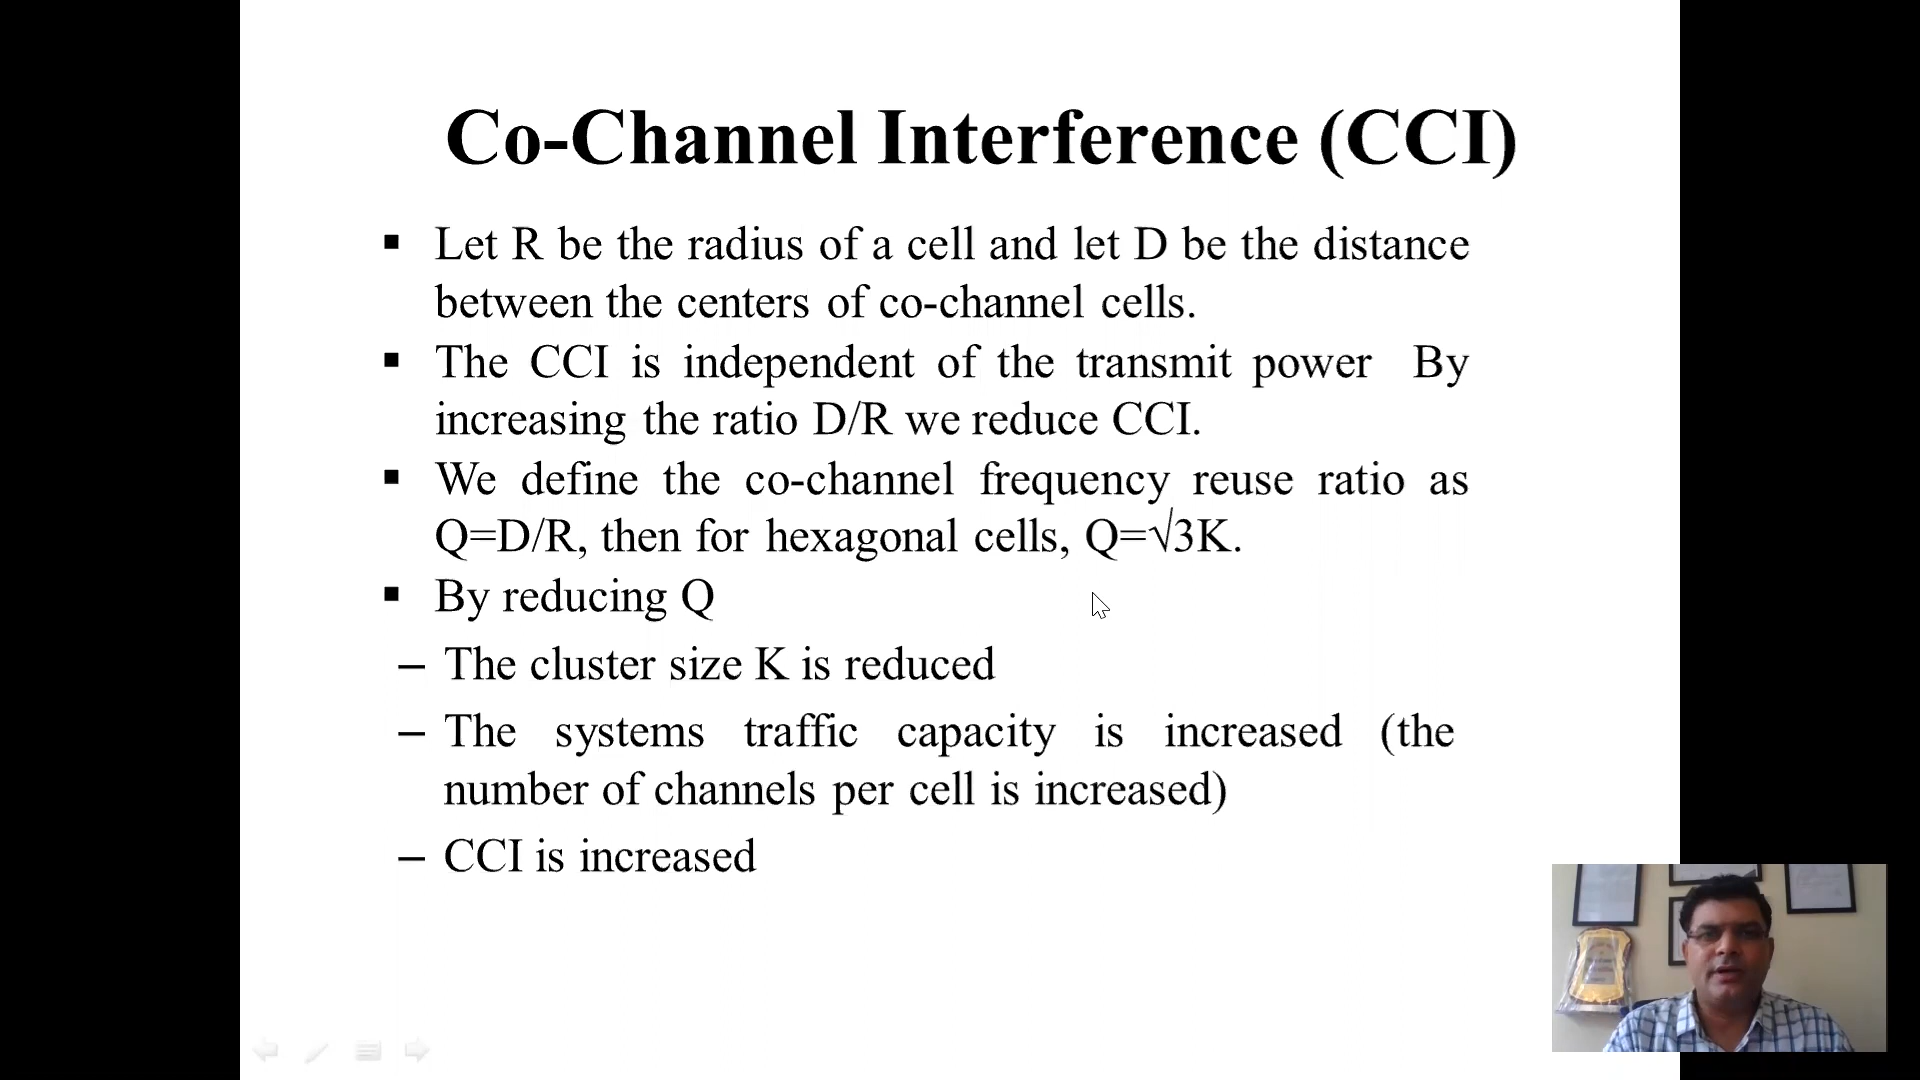 Co-Channel Interference (CCI)
▪ Let R be the radius of a cell and let D be the distance
between the centers of co-channel cells.
▪ The CCI is independent of the transmit power By
increasing the ratio D/R we reduce CCI.
▪ We define the co-channel frequency reuse ratio as
Q=D/R, then for hexagonal cells, Q=√3K.
▪ By reducing Q
– The cluster size K is reduced
– The systems traffic capacity is increased (the
number of channels per cell is increased)
– CCI is increased